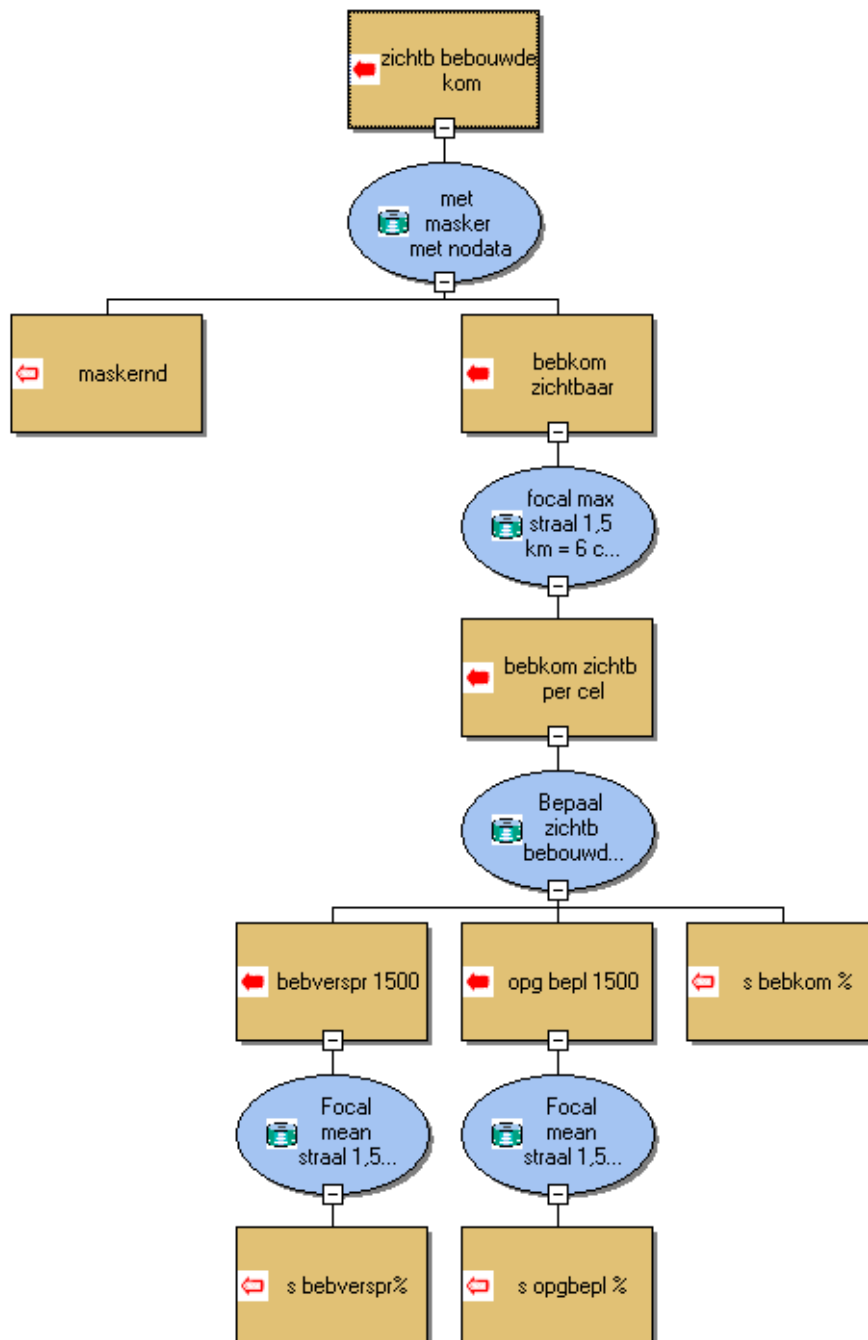 zichtb bebouwde
kom
met
masker
met nodata
maskernd
bebkom
zichtbaar
focal max
straal 1,5
km = 6 c...
bebkom zichtb
per cel
Bepaal
zichtb
bebouwd...
bebverspr 1500
opg bepl 1500
s bebkom %
Focal
mean
straal 1,5...
Focal
mean
straal 1,5...
s bebverspr%
s opgbepl %